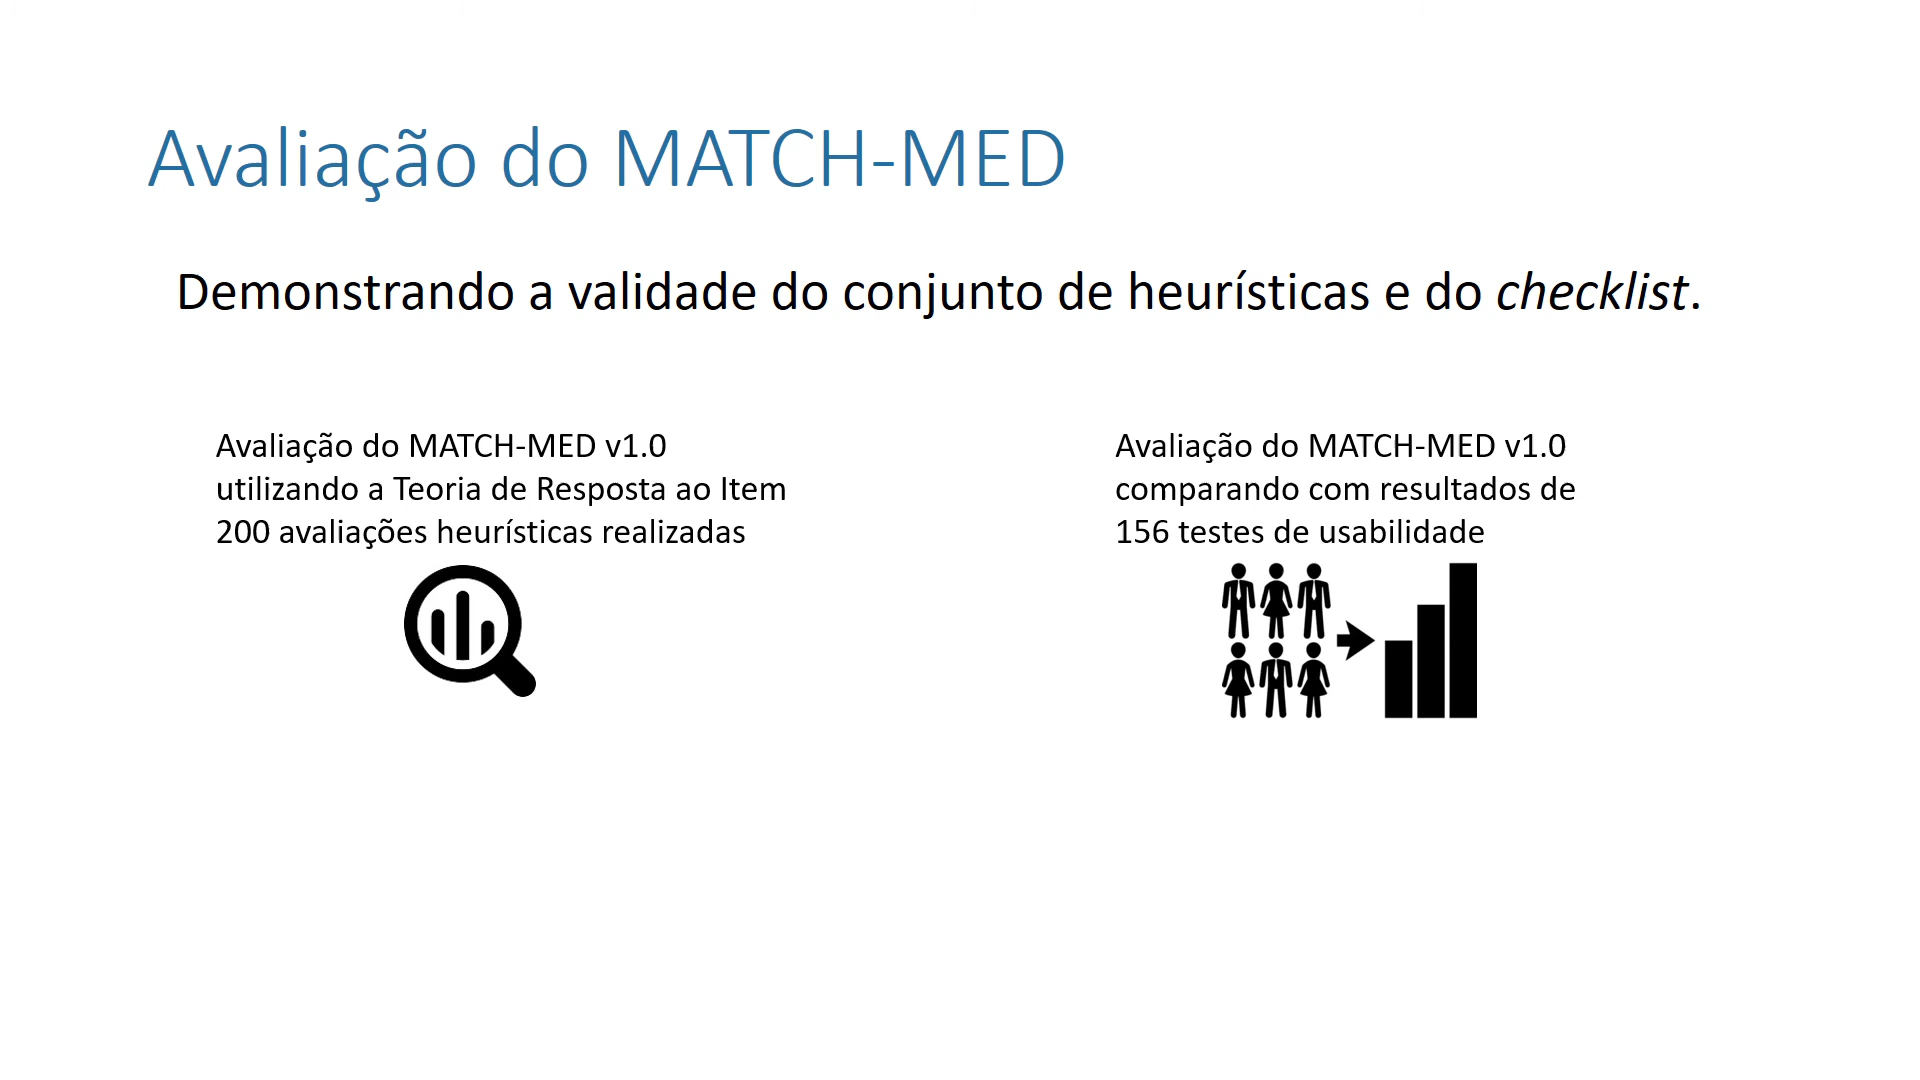 Avaliação do MATCH-MED
Demonstrando a validade do conjunto de heurísticas e do checklist.
Avaliação do MATCH-MED v1.0
utilizando a Teoria de Resposta ao Item
200 avaliações heurísticas realizadas
Avaliação do MATCH-MED v1.0
comparando com resultados de
156 testes de usabilidade